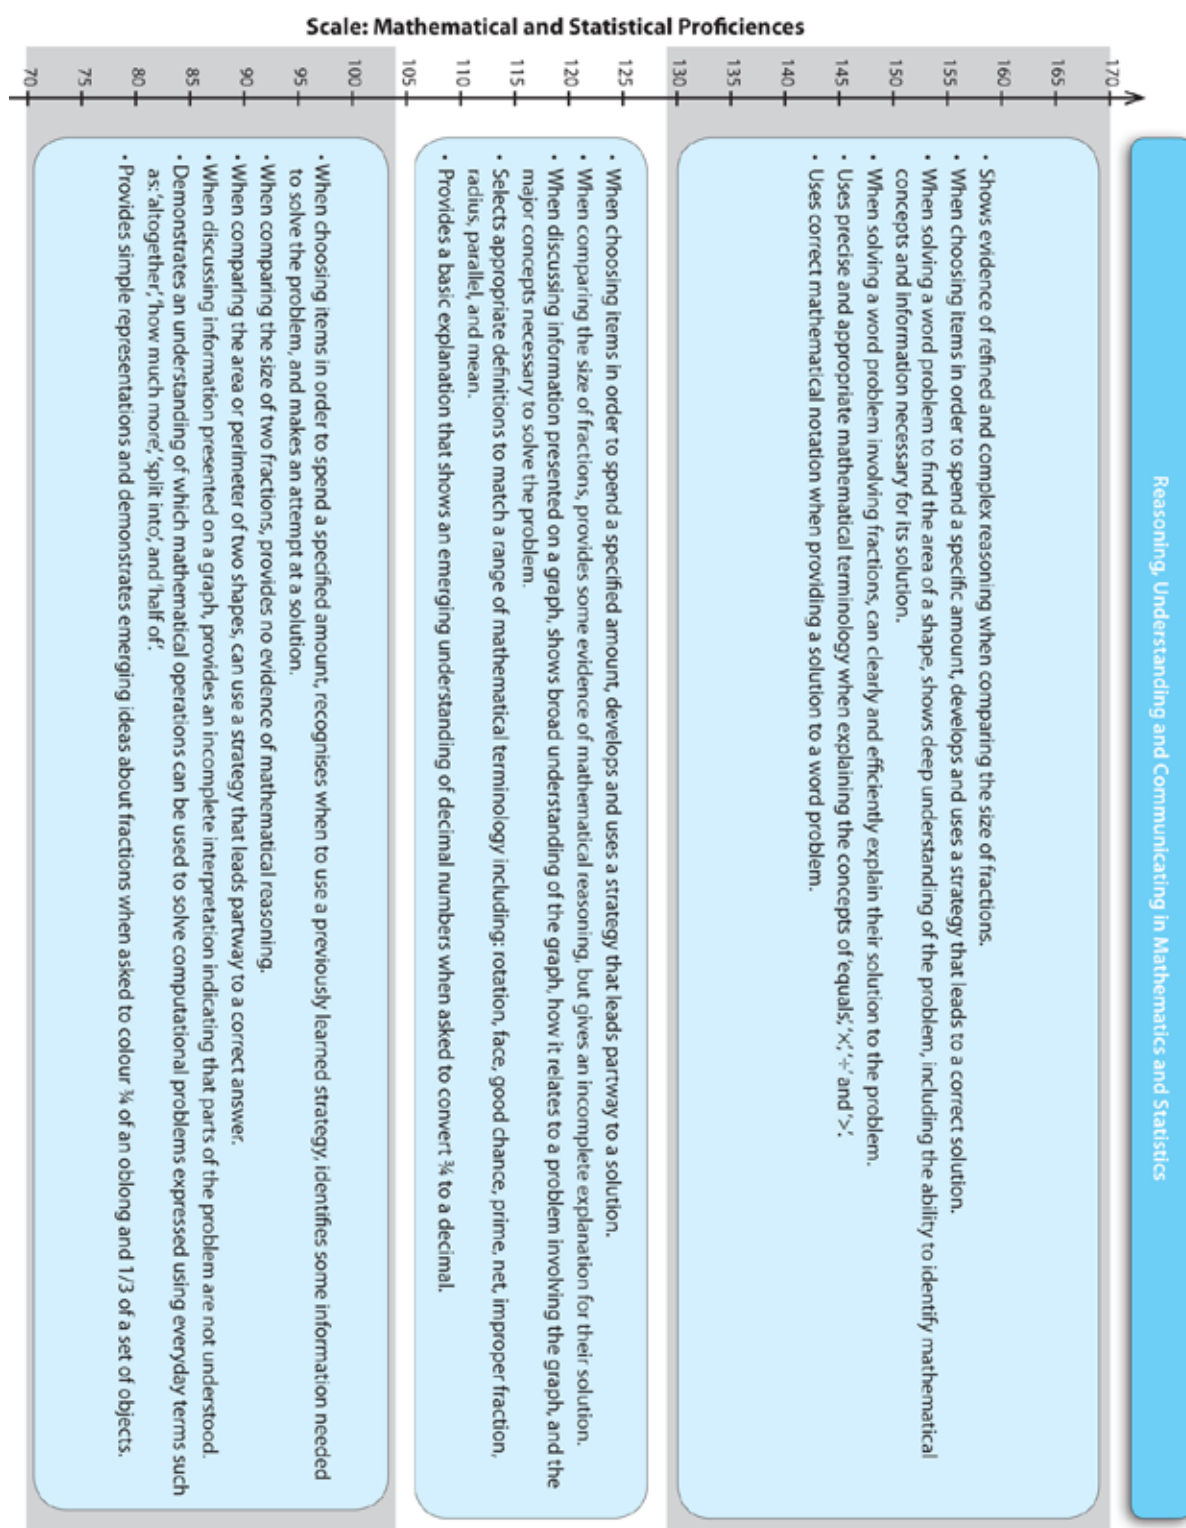 Scale: Mathematical and Statistical Proficiences
Reasoning, Understanding and Communicating in Mathematics and Statistics
170
165
160
155
150
145
140
135
130
• Shows evidence of refined and complex reasoning when comparing the size of fractions.
• When choosing items in order to spend a specific amount, develops and uses a strategy that leads to a correct solution.
• When solving a word problem to find the area of a shape, shows deep understanding of the problem, including the ability to identify mathematical
concepts and information necessary for its solution.
• When solving a word problem involving fractions, can clearly and efficiently explain their solution to the problem.
• Uses precise and appropriate mathematical terminology when explaining the concepts of 'equals', '×', '÷' and '>'.
• Uses correct mathematical notation when providing a solution to a word problem.
125
120
115
110
105
• When choosing items in order to spend a specified amount, develops and uses a strategy that leads partway to a solution.
• When comparing the size of fractions, provides some evidence of mathematical reasoning, but gives an incomplete explanation for their solution.
• When discussing information presented on a graph, shows broad understanding of the graph, how it relates to a problem involving the graph, and the
major concepts necessary to solve the problem.
• Selects appropriate definitions to match a range of mathematical terminology including: rotation, face, good chance, prime, net, improper fraction,
radius, parallel, and mean.
• Provides a basic explanation that shows an emerging understanding of decimal numbers when asked to convert ¾ to a decimal.
100
95
90
85
80
75
70
• When choosing items in order to spend a specified amount, recognises when to use a previously learned strategy, identifies some information needed
to solve the problem, and makes an attempt at a solution.
• When comparing the size of two fractions, provides no evidence of mathematical reasoning.
• When comparing the area or perimeter of two shapes, can use a strategy that leads partway to a correct answer.
• When discussing information presented on a graph, provides an incomplete interpretation indicating that parts of the problem are not understood.
• Demonstrates an understanding of which mathematical operations can be used to solve computational problems expressed using everyday terms such
as: 'altogether', 'how much more', 'split into', and 'half of'.
• Provides simple representations and demonstrates emerging ideas about fractions when asked to colour ¾ of an oblong and 1/3 of a set of objects.